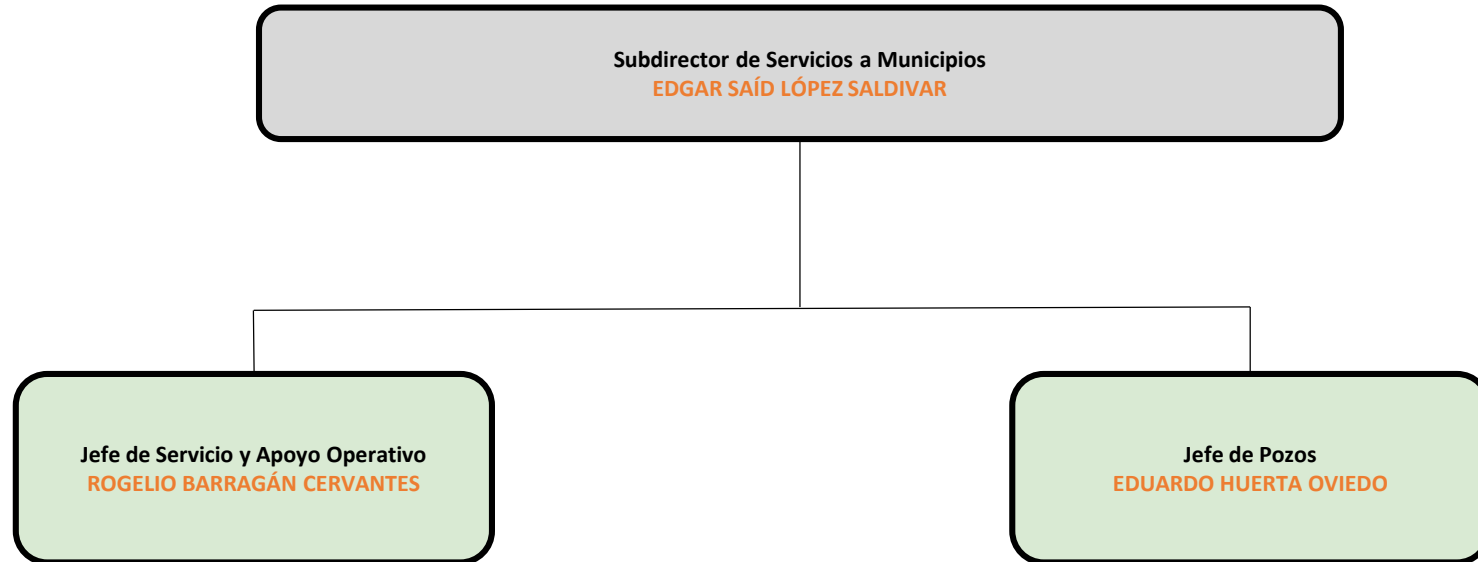 Subdirector de Servicios a Municipios
EDGAR SAÍD LÓPEZ SALDIVAR
Jefe de Servicio y Apoyo Operativo
ROGELIO BARRAGÁN CERVANTES
Jefe de Pozos
EDUARDO HUERTA OVIEDO